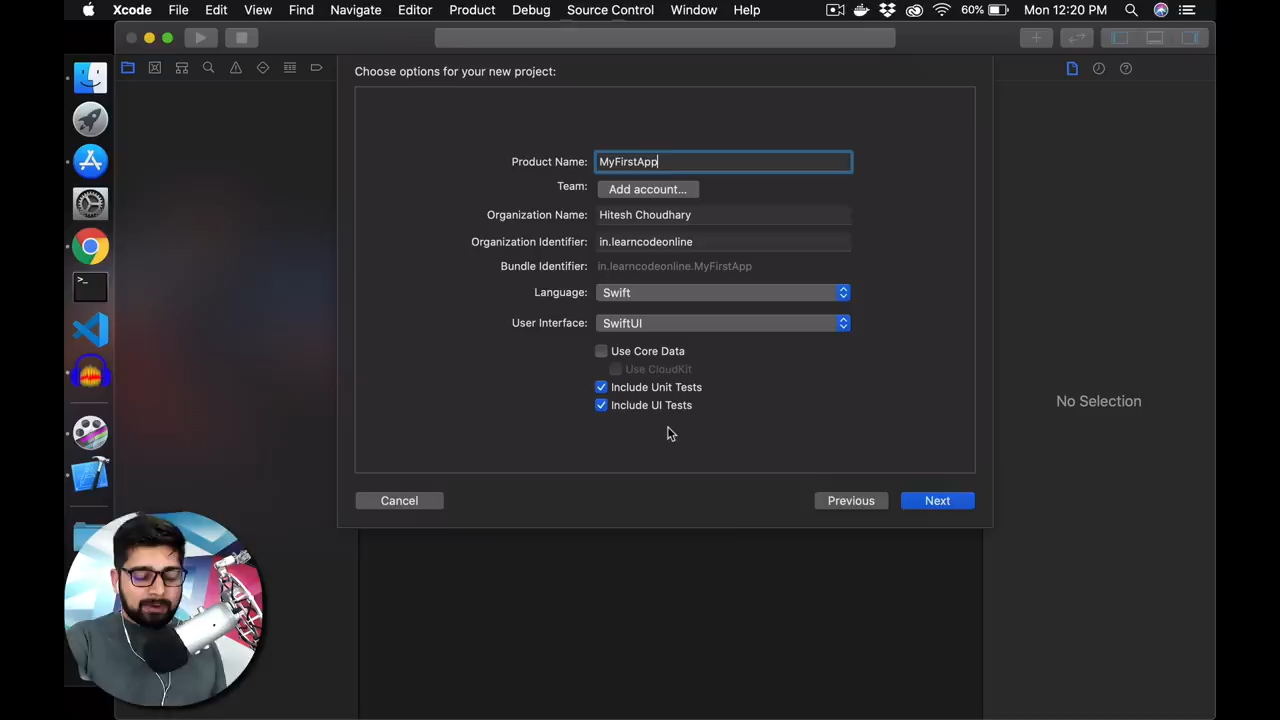 Xcode File Edit View Find Navigate Editor Product Debug Source Control Window Help 60% Mon 12:20 PM
Choose options for your new project:
Product Name: MyFirstApp
Team: Add account...
Organization Name: Hitesh Choudhary
Organization Identifier: in.learncodeonline
Bundle Identifier: in.learncodeonline.MyFirstApp
Language: Swift
User Interface: SwiftUI
Use Core Data
Use CloudKit
Include Unit Tests
Include UI Tests
No Selection
Cancel Previous Next